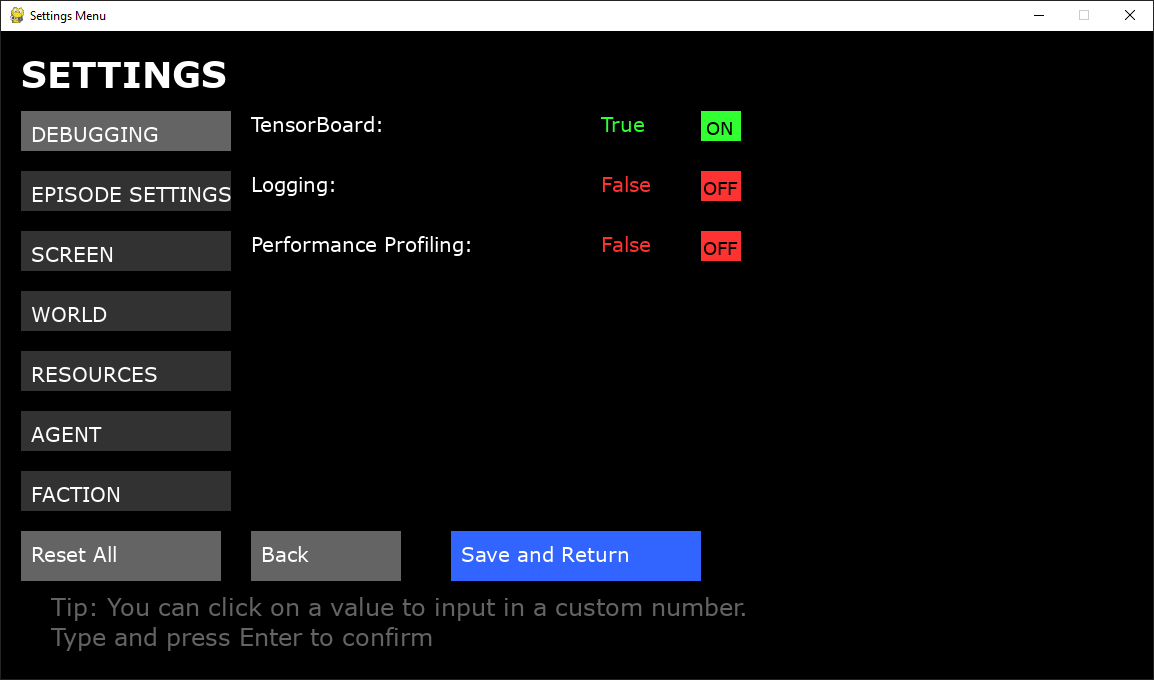 Settings Menu
SETTINGS
DEBUGGING
TensorBoard: True ON
EPISODE SETTINGS
Logging: False OFF
SCREEN
Performance Profiling: False OFF
WORLD
RESOURCES
AGENT
FACTION
Reset All Back Save and Return
Tip: You can click on a value to input in a custom number.
Type and press Enter to confirm